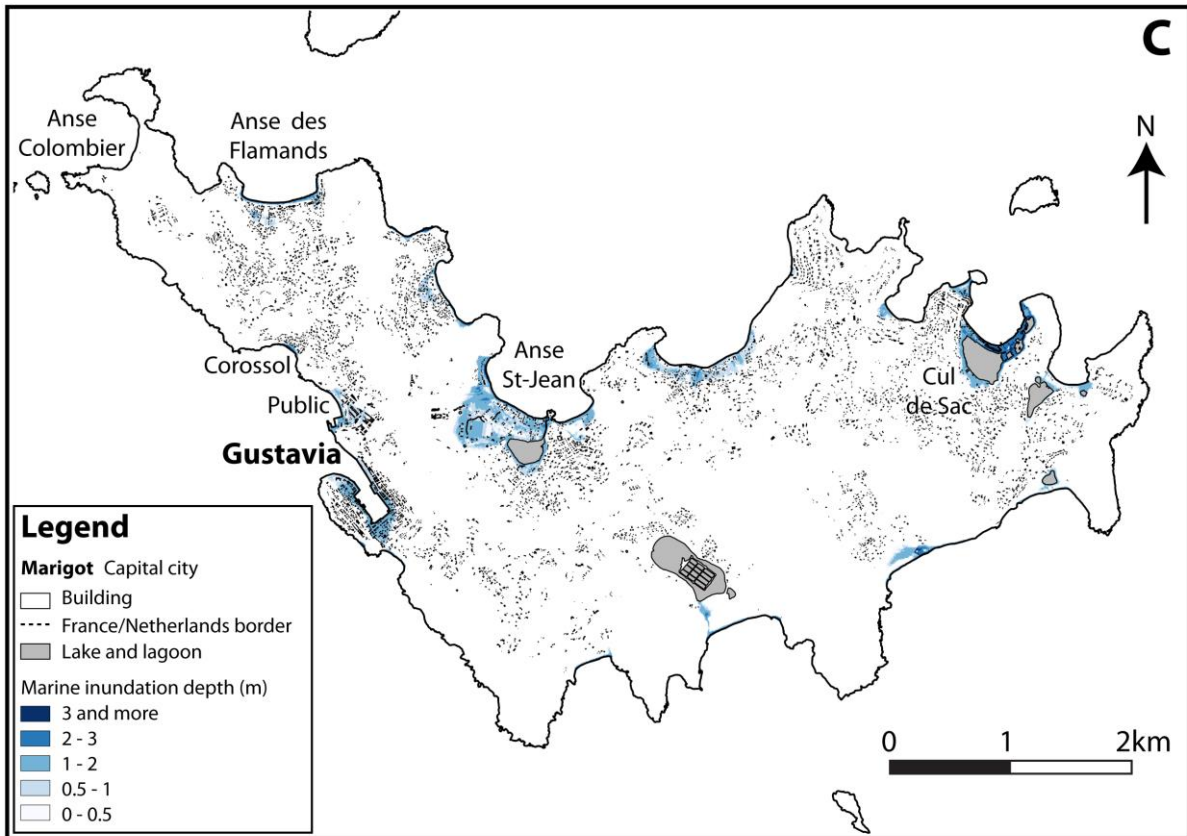 C
N
Anse
Colombier
Anse des
Flamands
Corossol
Public
Gustavia
Anse
St-Jean
Cul
de Sac
Legend
Marigot Capital city
Building
France/Netherlands border
Lake and lagoon
Marine inundation depth (m)
3 and more
2 - 3
1 - 2
0.5 - 1
0 - 0.5
0 1 2km